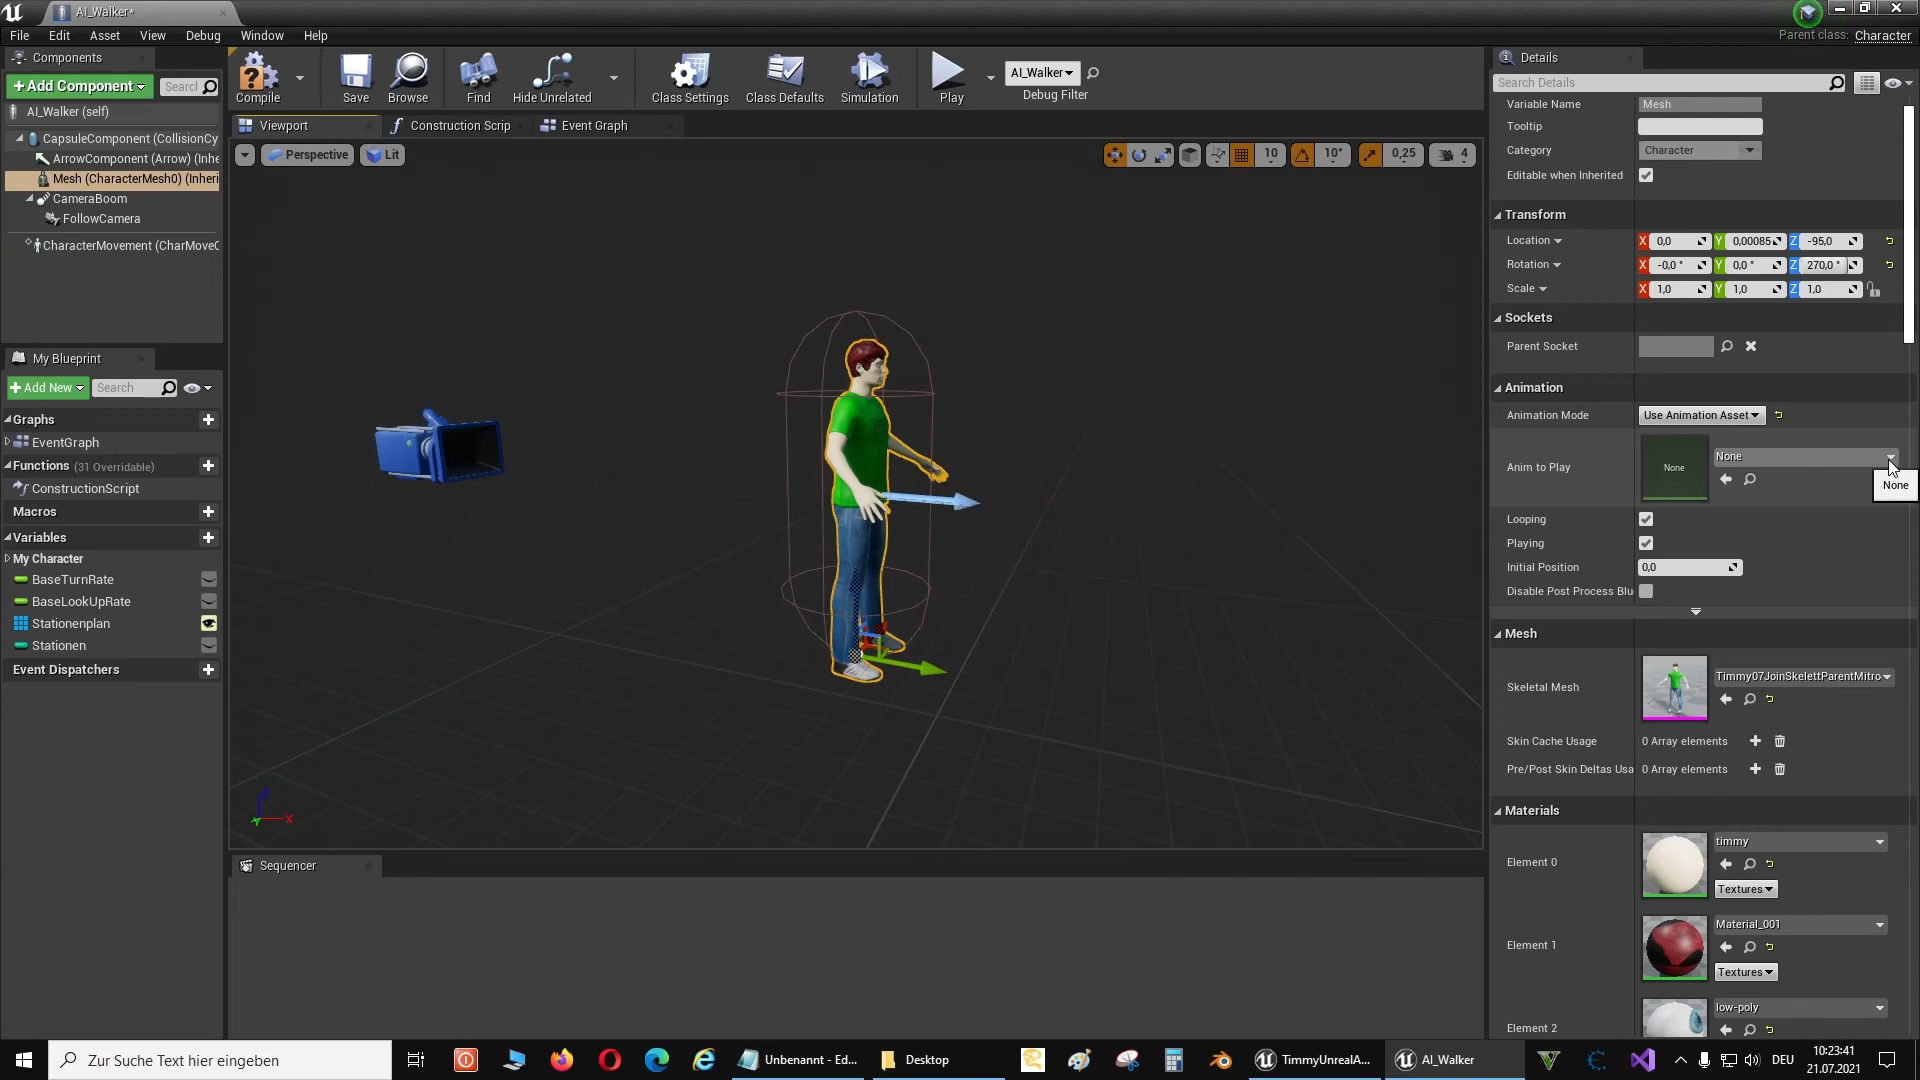 AI_Walker*
File Edit Asset View Debug Window Help
Parent class: Character
Components
+ Add Component
Search
AI_Walker (self)
CapsuleComponent (CollisionCy
ArrowComponent (Arrow) (Inhe
Mesh (CharacterMesh0) (Inheri
CameraBoom
FollowCamera
CharacterMovement (CharMoveC
Compile
Save
Browse
Find
Hide Unrelated
Class Settings
Class Defaults
Simulation
Play
AI_Walker
Debug Filter
Viewport
Construction Scrip
Event Graph
Perspective
Lit
10
10°
0,25
4
My Blueprint
+ Add New
Search
Graphs
EventGraph
Functions (31 Overridable)
ConstructionScript
Macros
Variables
My Character
BaseTurnRate
BaseLookUpRate
Stationenplan
Stationen
Event Dispatchers
Sequencer
Details
Search Details
Variable Name Mesh
Tooltip
Category Character
Editable when Inherited
Transform
Location X 0,0 Y 0,00085 Z -95,0
Rotation X -0,0 ° Y 0,0 ° Z 270,0 °
Scale X 1,0 Y 1,0 Z 1,0
Sockets
Parent Socket
Animation
Animation Mode Use Animation Asset
Anim to Play None None
None
Looping
Playing
Initial Position 0,0
Disable Post Process Blu
Mesh
Skeletal Mesh Timmy07JoinSkelettParentMitro
Skin Cache Usage 0 Array elements
Pre/Post Skin Deltas Usa 0 Array elements
Materials
Element 0 timmy
Textures
Element 1 Material_001
Textures
Element 2 low-poly
Zur Suche Text hier eingeben
Unbenannt - Ed...
Desktop
TimmyUnrealA...
AI_Walker
DEU
10:23:41
21.07.2021